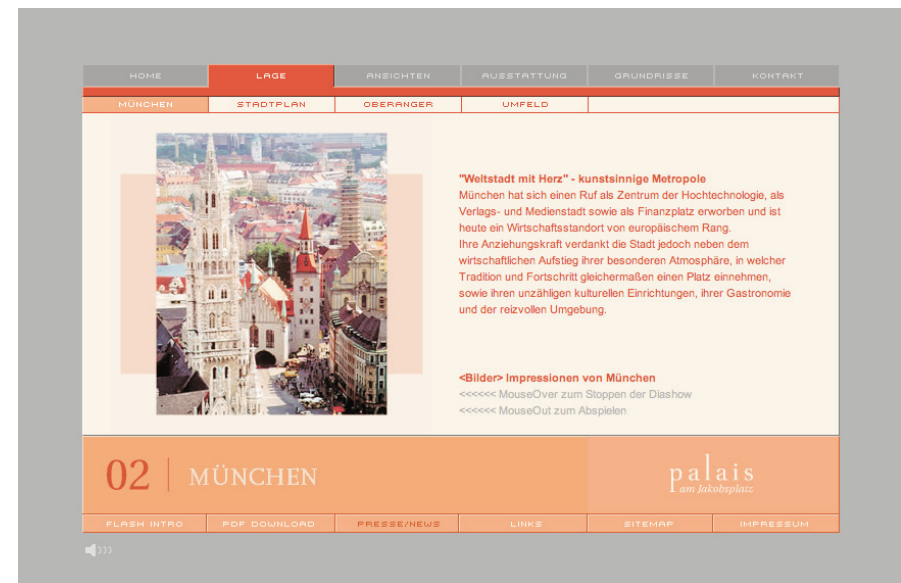 HOME LAGE ANSICHTEN AUSSTATTUNG GRUNDRISSE KONTAKT
MÜNCHEN STADTPLAN OBERANGER UMFELD
"Weltstadt mit Herz" - kunstsinnige Metropole
München hat sich einen Ruf als Zentrum der Hochtechnologie, als
Verlags- und Medienstadt sowie als Finanzplatz erworben und ist
heute ein Wirtschaftsstandort von europäischem Rang.
Ihre Anziehungskraft verdankt die Stadt jedoch neben dem
wirtschaftlichen Aufstieg ihrer besonderen Atmosphäre, in welcher
Tradition und Fortschritt gleichermaßen einen Platz einnehmen,
sowie ihren unzähligen kulturellen Einrichtungen, ihrer Gastronomie
und der reizvollen Umgebung.
<Bilder> Impressionen von München
<<<<<< MouseOver zum Stoppen der Diashow
<<<<<< MouseOut zum Abspielen
02 | MÜNCHEN
palais
am Jakobsplatz
FLASH INTRO PDF DOWNLOAD PRESSE/NEWS LINKS SITEMAP IMPRESSUM